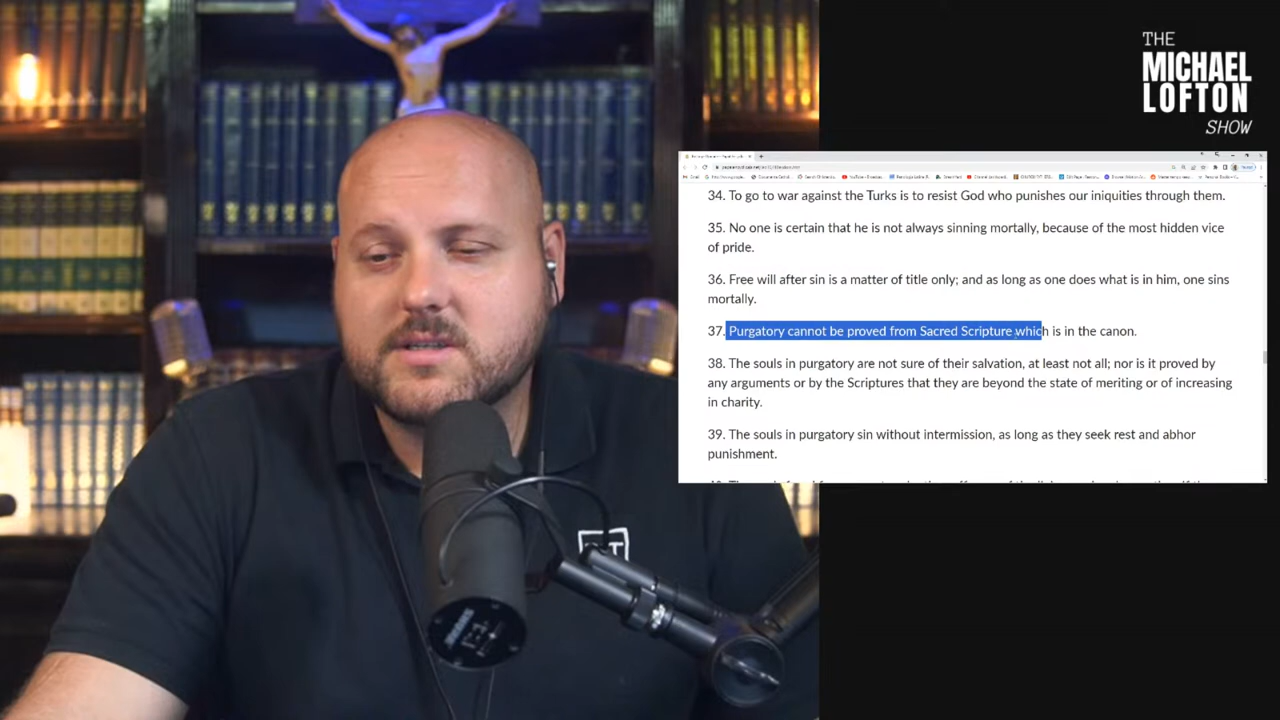 THE
MICHAEL
LOFTON
SHOW
34. To go to war against the Turks is to resist God who punishes our iniquities through them.
35. No one is certain that he is not always sinning mortally, because of the most hidden vice
of pride.
36. Free will after sin is a matter of title only; and as long as one does what is in him, one sins
mortally.
37. Purgatory cannot be proved from Sacred Scripture which is in the canon.
38. The souls in purgatory are not sure of their salvation, at least not all; nor is it proved by
any arguments or by the Scriptures that they are beyond the state of meriting or of increasing
in charity.
39. The souls in purgatory sin without intermission, as long as they seek rest and abhor
punishment.